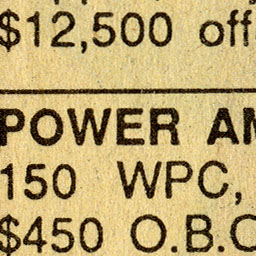 $12,500 off
POWER AM
150 WPC,
$450 O.B.O